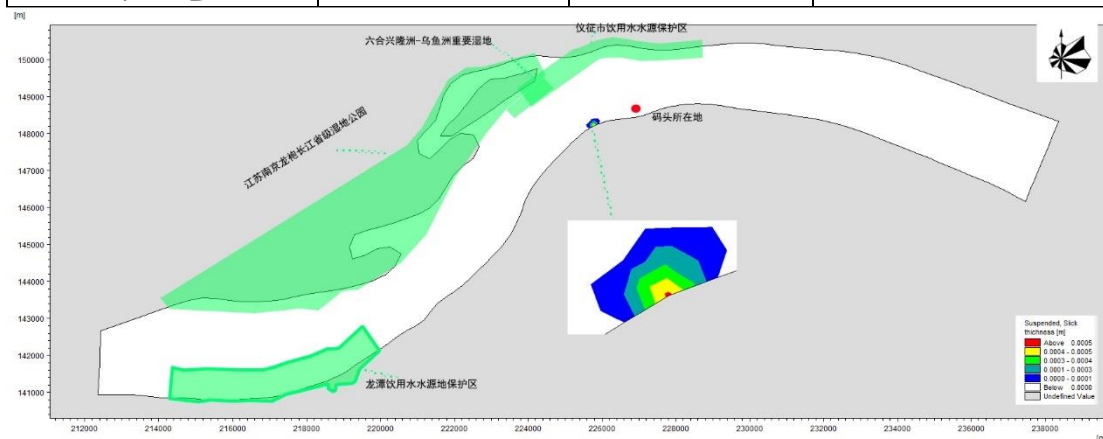 [m]
仪征市饮用水水源保护区
六合兴隆洲-乌鱼洲重要湿地
150000
149000
码头所在地
148000
江苏南京龙袍长江省级湿地公园
147000
146000
145000
144000
143000
Suspended, Slick
thichness [m]
Above 0.0005
0.0004 - 0.0005
0.0003 - 0.0004
0.0001 - 0.0003
0.0000 - 0.0001
Below 0.0000
Undefined Value
142000
龙潭饮用水水源地保护区
141000
212000 214000 216000 218000 220000 222000 224000 226000 228000 230000 232000 234000 236000 238000